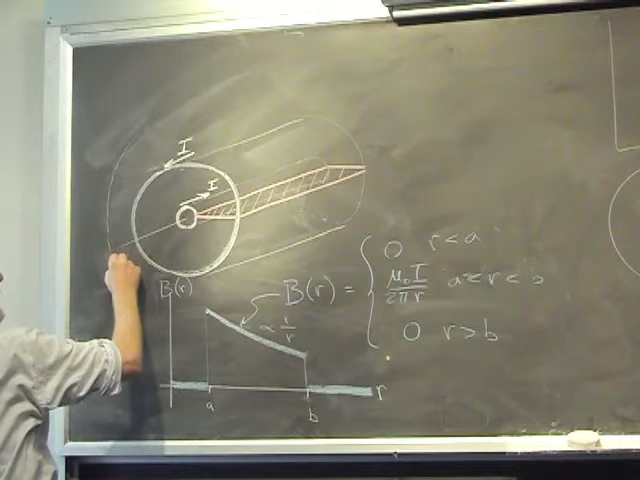 I
I
B(r)
B(r) = { 0 r < a
μ₀I/2πr a < r < b
0 r > b
∝ 1/r
r
a
b